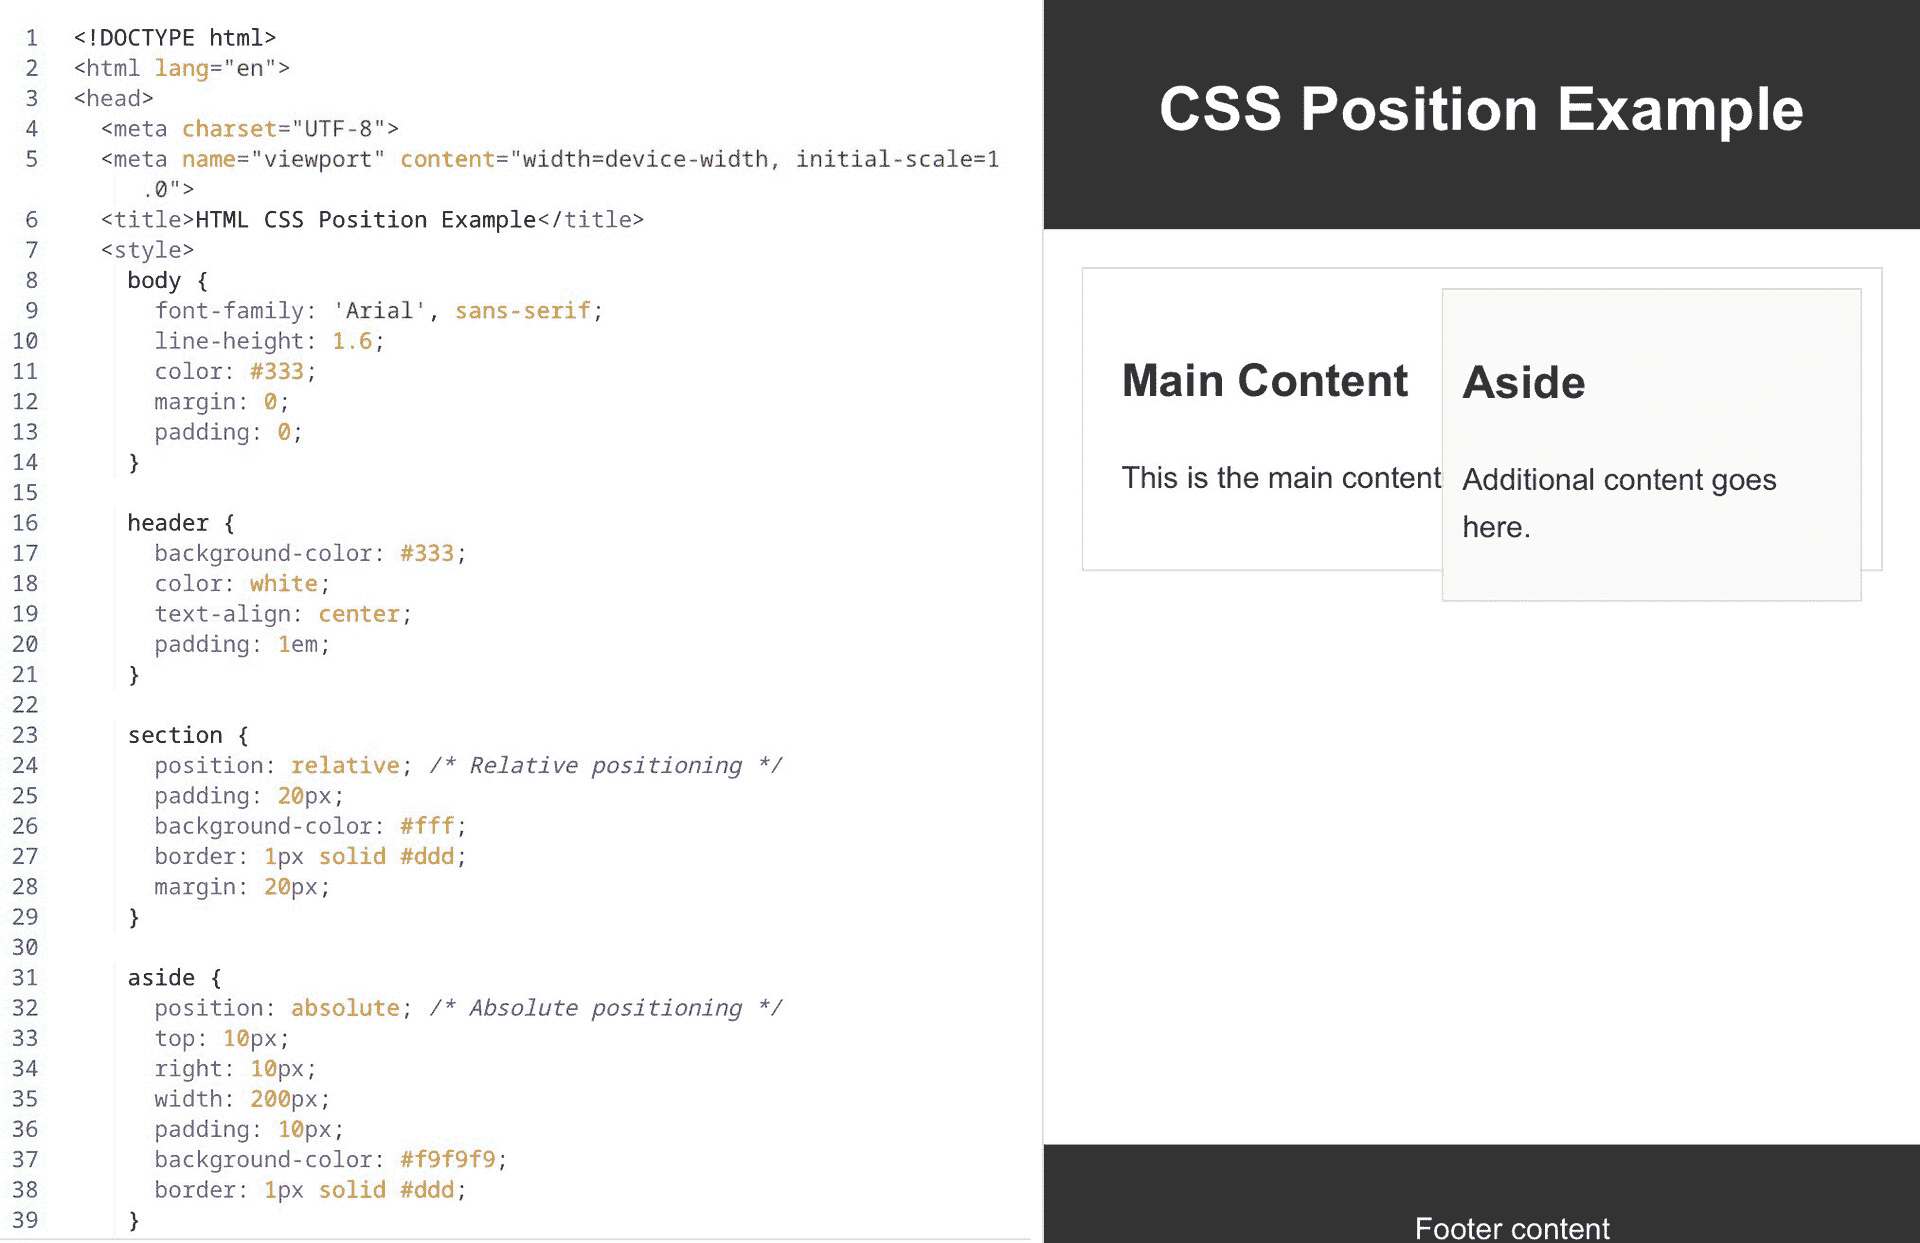 1 <!DOCTYPE html>
2 <html lang="en">
3 <head>
4 <meta charset="UTF-8">
5 <meta name="viewport" content="width=device-width, initial-scale=1
.0">
6 <title>HTML CSS Position Example</title>
7 <style>
8 body {
9 font-family: 'Arial', sans-serif;
10 line-height: 1.6;
11 color: #333;
12 margin: 0;
13 padding: 0;
14 }
15
16 header {
17 background-color: #333;
18 color: white;
19 text-align: center;
20 padding: 1em;
21 }
22
23 section {
24 position: relative; /* Relative positioning */
25 padding: 20px;
26 background-color: #fff;
27 border: 1px solid #ddd;
28 margin: 20px;
29 }
30
31 aside {
32 position: absolute; /* Absolute positioning */
33 top: 10px;
34 right: 10px;
35 width: 200px;
36 padding: 10px;
37 background-color: #f9f9f9;
38 border: 1px solid #ddd;
39 }
CSS Position Example
Main Content
This is the main content
Aside
Additional content goes
here.
Footer content